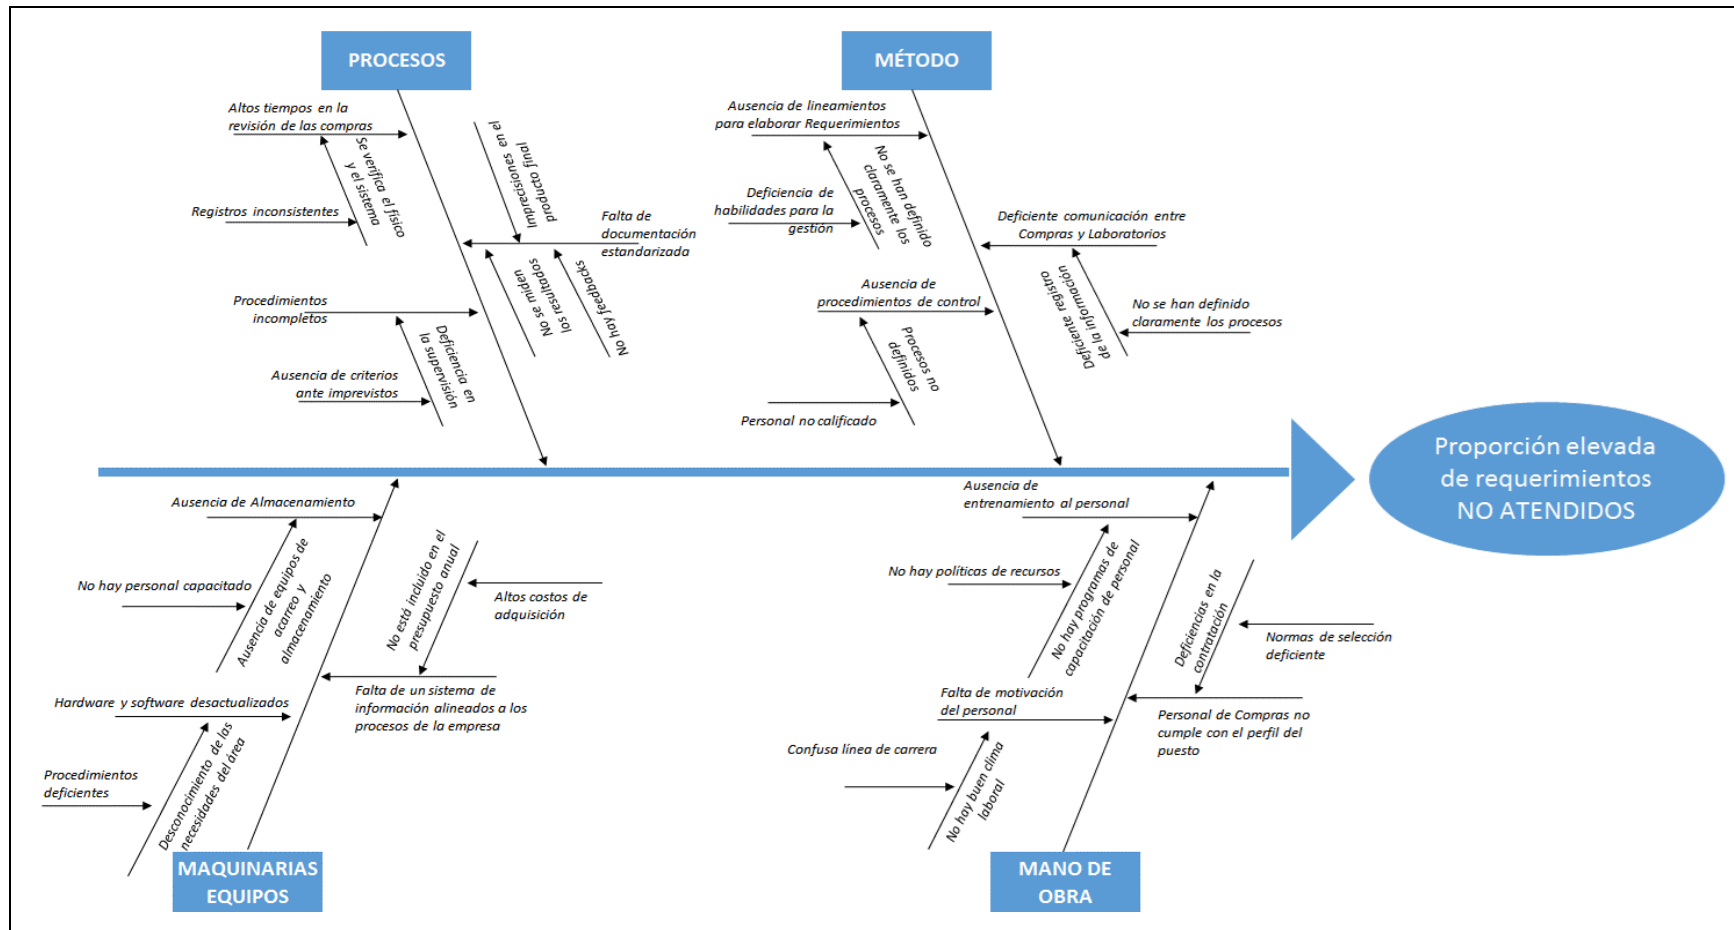 PROCESOS
Altos tiempos en la
revisión de las compras
Se verifica el físico
y el sistema
Registros inconsistentes
Imprecisiones en el
producto final
Falta de
documentación
estandarizada
No se miden
los resultados
No hay feedbacks
Procedimientos
incompletos
Deficiencia en
la supervisión
Ausencia de criterios
ante imprevistos
MÉTODO
Ausencia de lineamientos
para elaborar Requerimientos
No se han definido
claramente los
procesos
Deficiencia de
habilidades para la
gestión
Deficiente comunicación entre
Compras y Laboratorios
Deficiente registro
de la información
No se han definido
claramente los procesos
Ausencia de
procedimientos de control
Procesos no
definidos
Personal no calificado
Proporción elevada
de requerimientos
NO ATENDIDOS
Ausencia de Almacenamiento
No hay personal capacitado
Ausencia de equipos de
acarreo y
almacenamiento
No está incluido en el
presupuesto anual
Altos costos de
adquisición
Falta de un sistema de
información alineados a los
procesos de la empresa
Hardware y software desactualizados
Desconocimiento de las
necesidades del área
Procedimientos
deficientes
MAQUINARIAS
EQUIPOS
Ausencia de
entrenamiento al personal
No hay políticas de recursos
No hay programas de
capacitación de personal
Deficiencias en la
contratación
Normas de selección
deficiente
Personal de Compras no
cumple con el perfil del
puesto
Falta de motivación
del personal
Confusa línea de carrera
No hay buen clima
laboral
MANO DE
OBRA